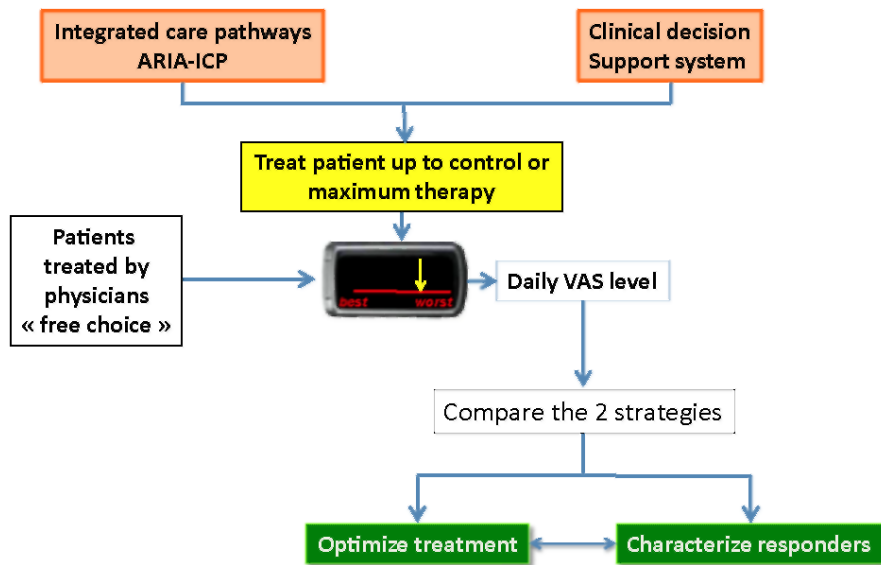 Integrated care pathways
ARIA-ICP
Clinical decision
Support system
Treat patient up to control or
maximum therapy
Patients
treated by
physicians
« free choice »
best worst
Daily VAS level
Compare the 2 strategies
Optimize treatment
Characterize responders